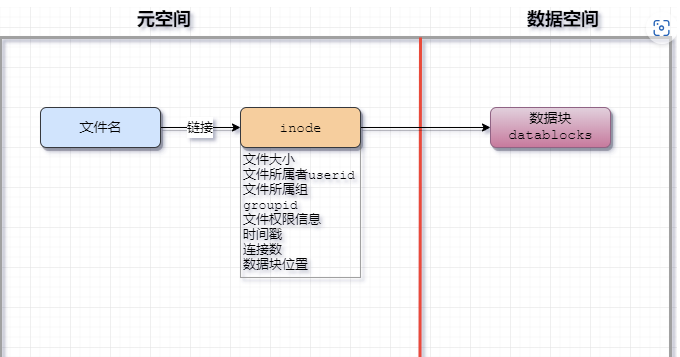 元空间
数据空间
文件名
链接
inode
数据块
datablocks
文件大小
文件所属者userid
文件所属组
groupid
文件权限信息
时间戳
连接数
数据块位置